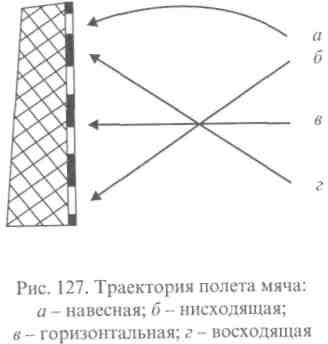 а
б
в
г
Рис. 127. Траектория полета мяча:
а – навесная; б – нисходящая;
в – горизонтальная; г – восходящая